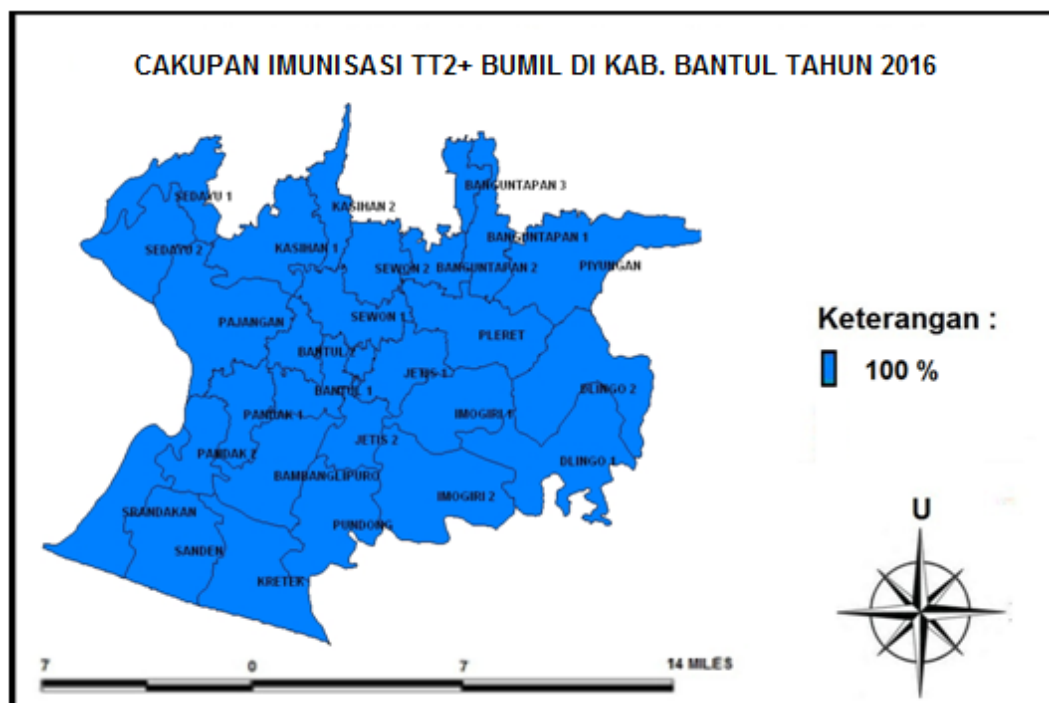 CAKUPAN IMUNISASI TT2+ BUMIL DI KAB. BANTUL TAHUN 2016
BANGUNTAPAN 3
SEDAYU 1
KASIHAN 2
BANGUNTAPAN 1
SEDAYU 2
KASIHAN 1
SEWON 2
BANGUNTAPAN 2
PIYUNGAN
PAJANGAN
SEWON 1
PLERET
BANTUL 2
JETIS 1
BANTUL 1
DLINGO 2
PANDAK 1
IMOGIRI 1
JETIS 2
PANDAK 2
DLINGO 1
BAMBANGLIPURO
IMOGIRI 2
SRANDAKAN
PUNDONG
SANDEN
KRETEK
Keterangan :
100 %
U
7 0 7 14 MILES